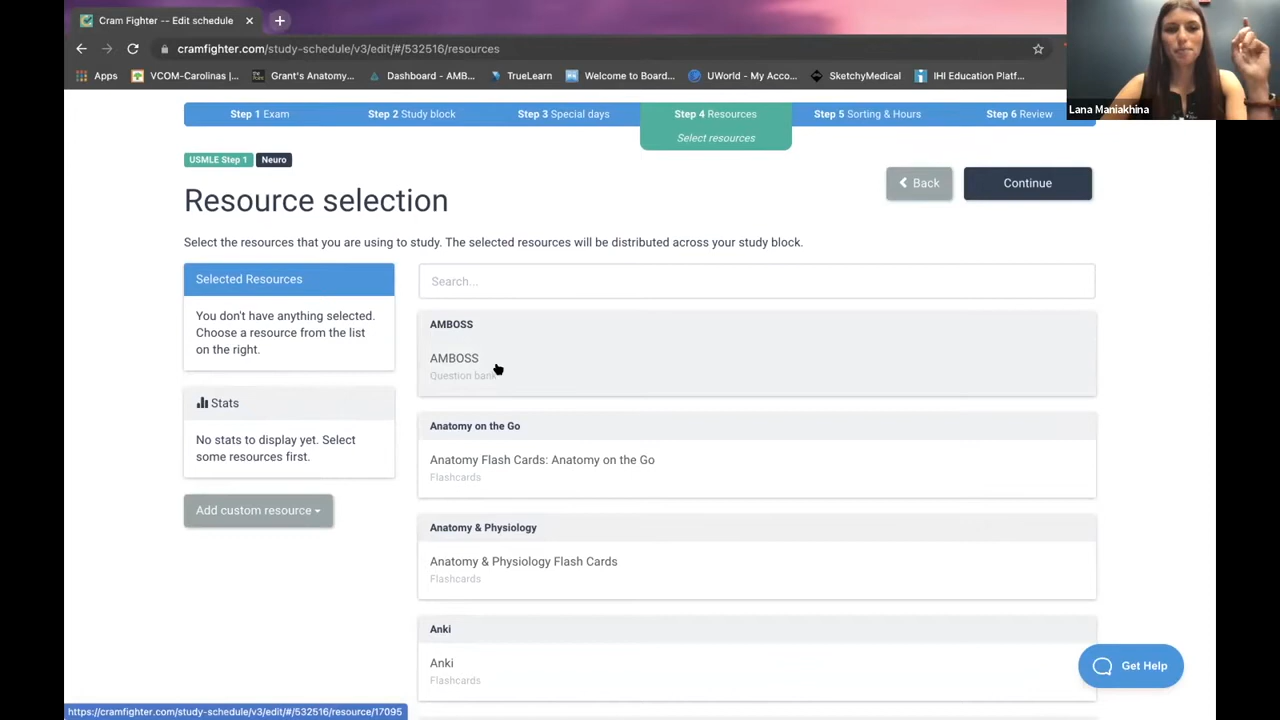 Cram Fighter -- Edit schedule
cramfighter.com/study-schedule/v3/edit/#/532516/resources
Apps
VCOM-Carolinas |...
Grant's Anatomy...
Dashboard - AMB...
TrueLearn
Welcome to Board...
UWorld - My Acco...
SketchyMedical
IHI Education Platf...
Lana Maniakhina
Step 1 Exam
Step 2 Study block
Step 3 Special days
Step 4 Resources
Select resources
Step 5 Sorting & Hours
Step 6 Review
USMLE Step 1
Neuro
Resource selection
Back
Continue
Select the resources that you are using to study. The selected resources will be distributed across your study block.
Selected Resources
You don't have anything selected.
Choose a resource from the list
on the right.
Stats
No stats to display yet. Select
some resources first.
Add custom resource
Search...
AMBOSS
AMBOSS
Question bank
Anatomy on the Go
Anatomy Flash Cards: Anatomy on the Go
Flashcards
Anatomy & Physiology
Anatomy & Physiology Flash Cards
Flashcards
Anki
Anki
Flashcards
Get Help
https://cramfighter.com/study-schedule/v3/edit/#/532516/resource/17095